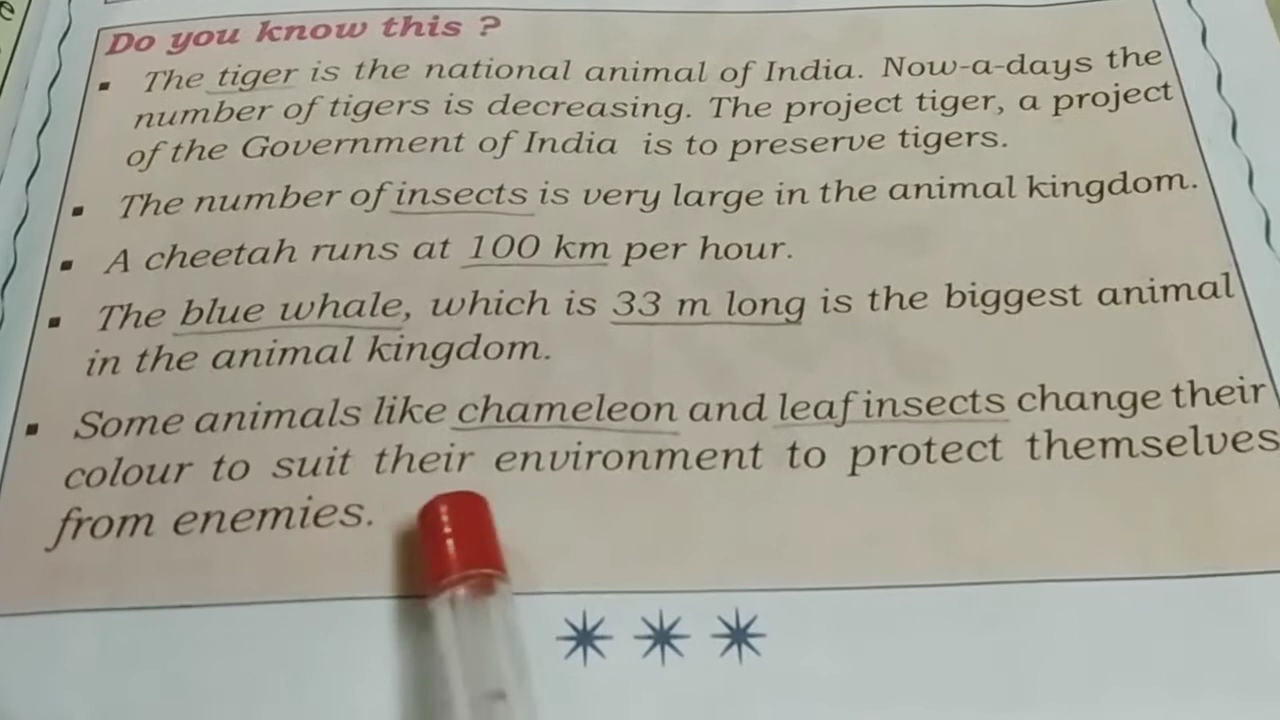 Do you know this ?
▪ The tiger is the national animal of India. Now-a-days the
number of tigers is decreasing. The project tiger, a project
of the Government of India is to preserve tigers.
▪ The number of insects is very large in the animal kingdom.
▪ A cheetah runs at 100 km per hour.
▪ The blue whale, which is 33 m long is the biggest animal
in the animal kingdom.
▪ Some animals like chameleon and leaf insects change their
colour to suit their environment to protect themselves
from enemies.